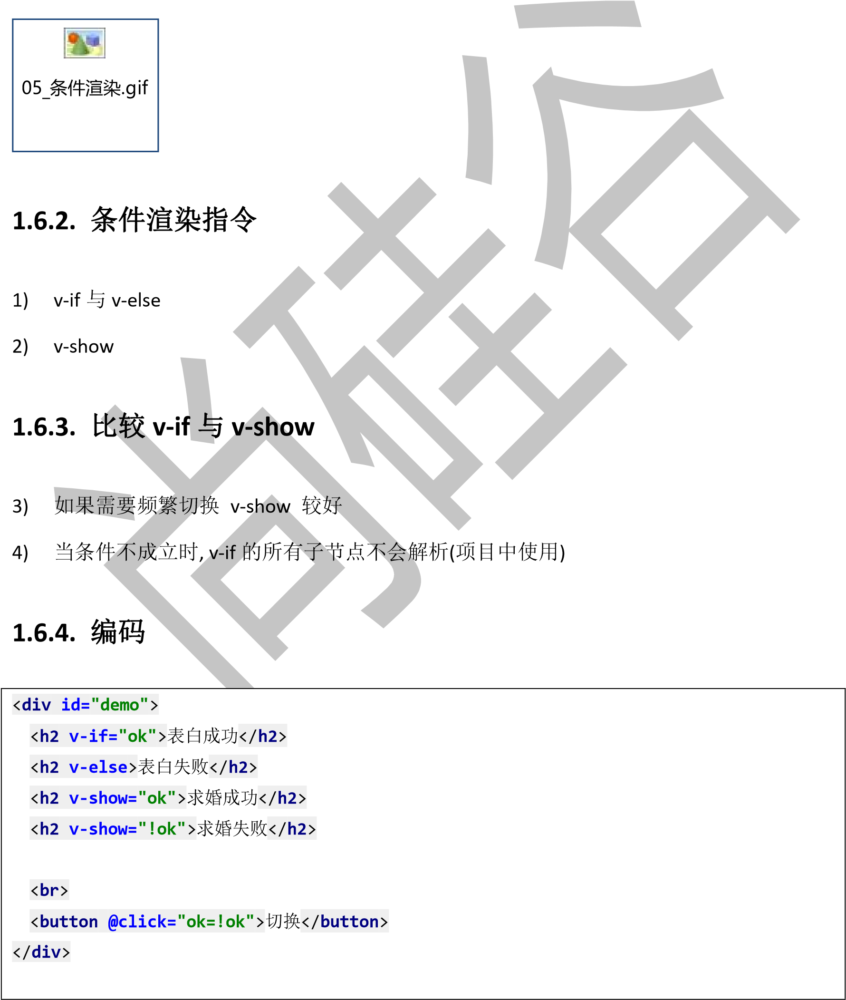 05_条件渲染.gif
1.6.2. 条件渲染指令
1) v-if 与 v-else
2) v-show
1.6.3. 比较 v-if 与 v-show
3) 如果需要频繁切换 v-show 较好
4) 当条件不成立时, v-if 的所有子节点不会解析(项目中使用)
1.6.4. 编码
<div id="demo">
<h2 v-if="ok">表白成功</h2>
<h2 v-else>表白失败</h2>
<h2 v-show="ok">求婚成功</h2>
<h2 v-show="!ok">求婚失败</h2>
<br>
<button @click="ok=!ok">切换</button>
</div>
尚硅谷